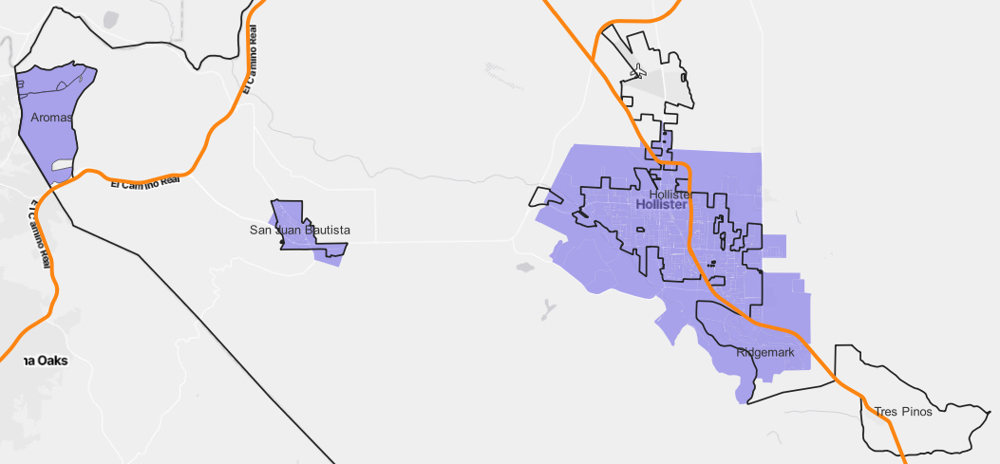 El Camino Real
Aromas
El Camino Real
Hollister
Hollister
El Camino Real
San Juan Bautista
Ridgemark
na Oaks
Tres Pinos